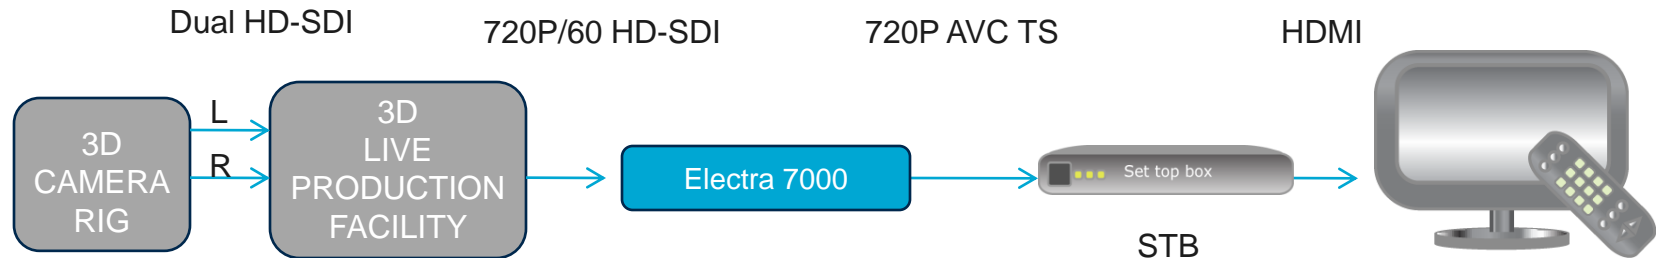 Dual HD-SDI
720P/60 HD-SDI
720P AVC TS
HDMI
3D
CAMERA
RIG
L
R
3D
LIVE
PRODUCTION
FACILITY
Electra 7000
Set top box
STB